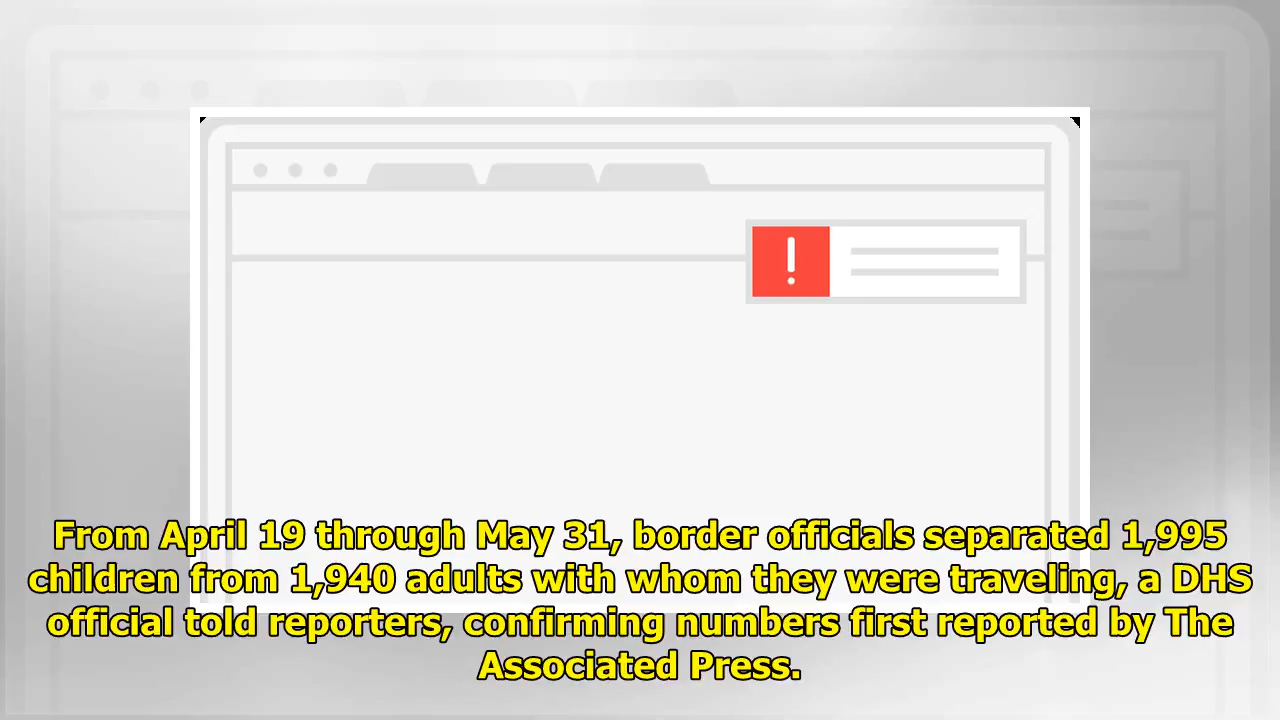 From April 19 through May 31, border officials separated 1,995
children from 1,940 adults with whom they were traveling, a DHS
official told reporters, confirming numbers first reported by The
Associated Press.